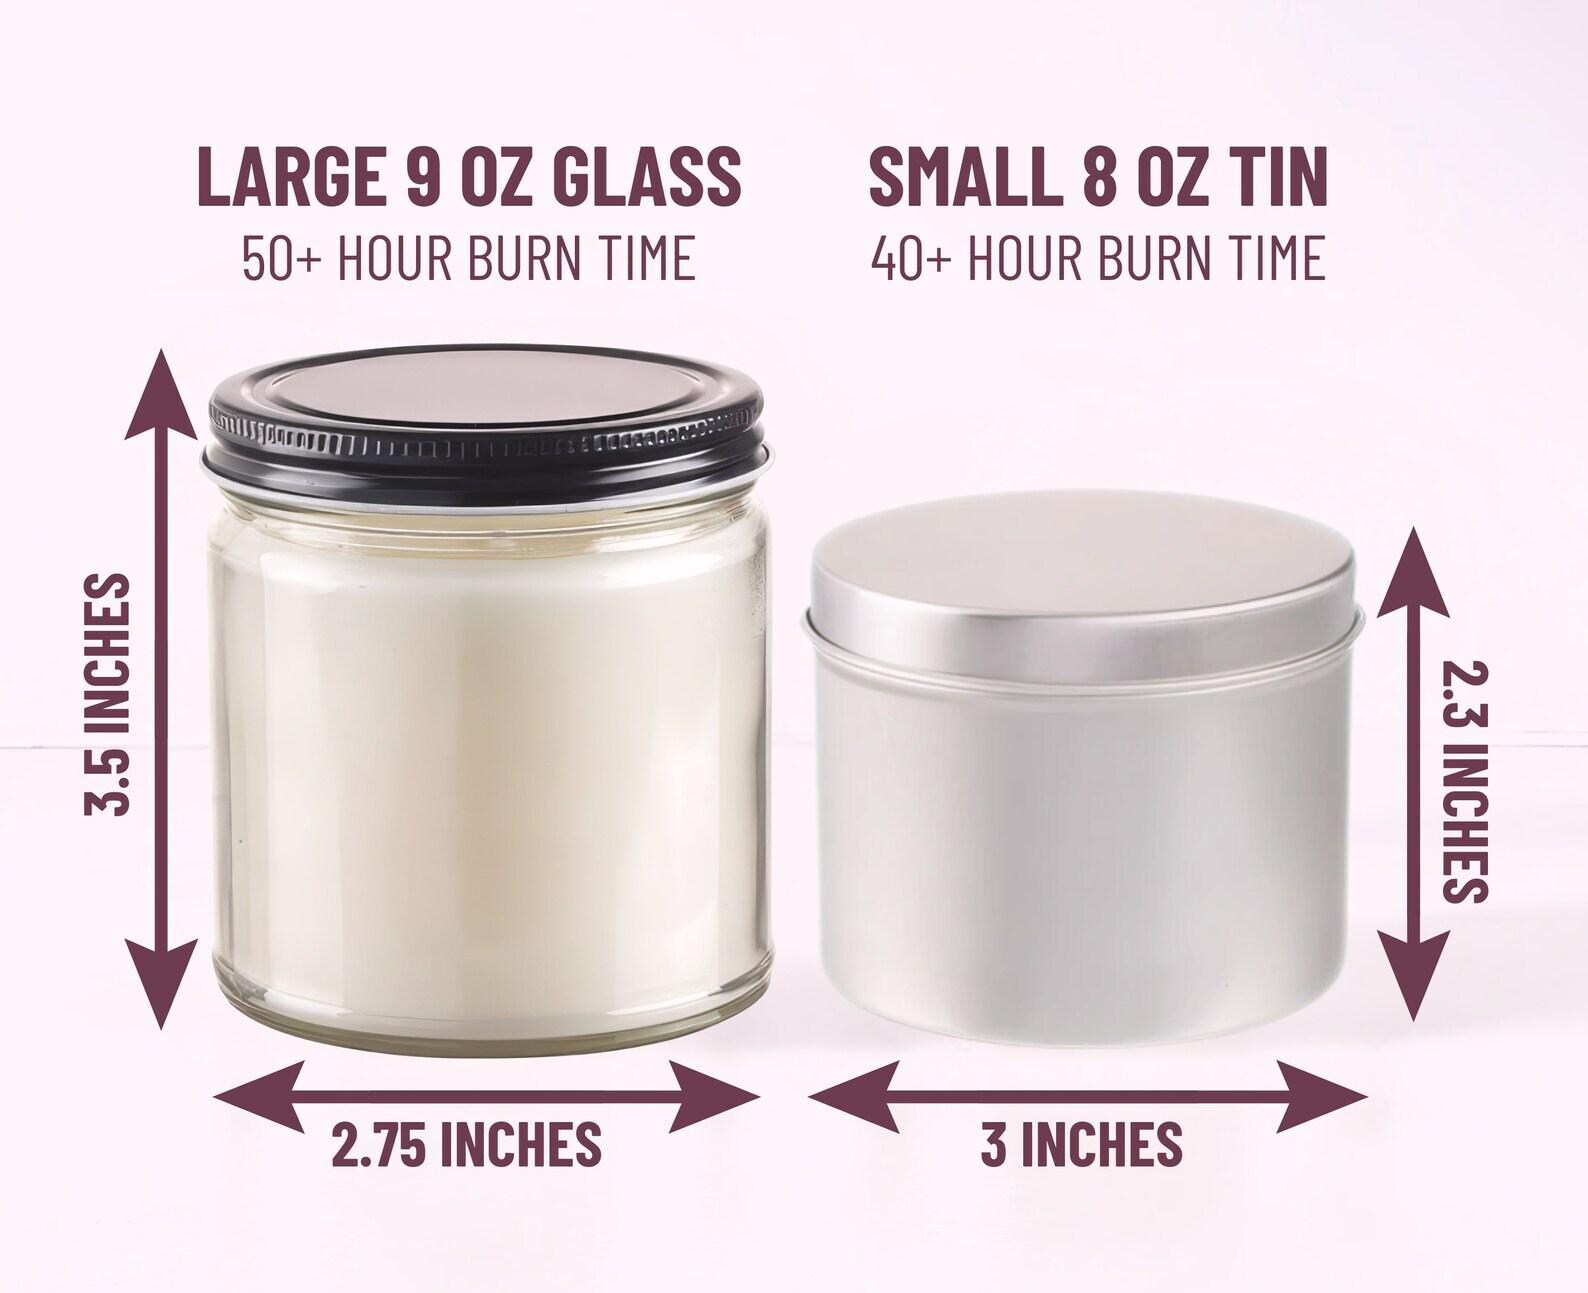 LARGE 9 OZ GLASS
50+ HOUR BURN TIME
SMALL 8 OZ TIN
40+ HOUR BURN TIME
3.5 INCHES
2.3 INCHES
2.75 INCHES
3 INCHES